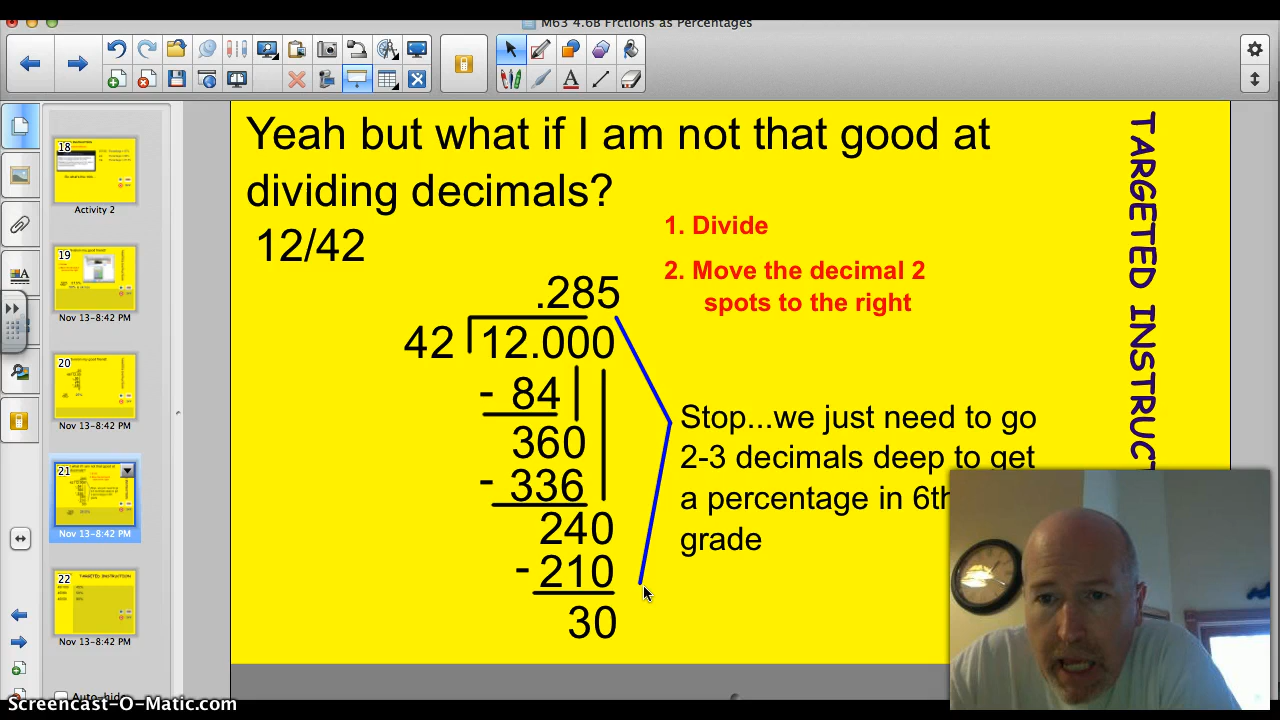 M63 4.6B Frctions as Percentages
18
Activity 2
19
Nov 13-8:42 PM
20
Nov 13-8:42 PM
21
Nov 13-8:42 PM
22
TARGETED INSTRUCTION
Nov 13-8:42 PM
Auto-hide
Yeah but what if I am not that good at
dividing decimals?
12/42
1. Divide
2. Move the decimal 2
spots to the right
.285
42 12.000
- 84
360
- 336
240
- 210
30
Stop...we just need to go
2-3 decimals deep to get
a percentage in 6th
grade
TARGETED INSTRUCT
Screencast-O-Matic.com